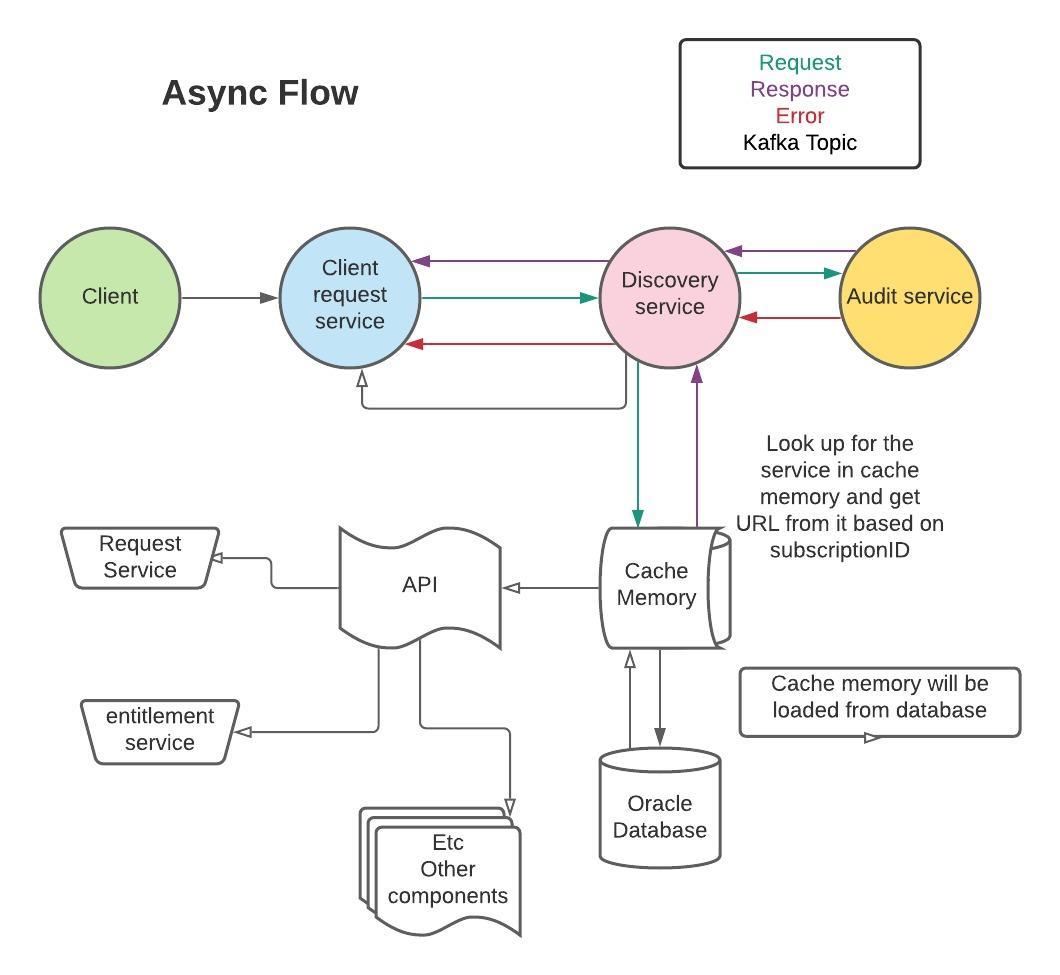 Async Flow
Request
Response
Error
Kafka Topic
Client
Client
request
service
Discovery
service
Audit service
Look up for the
service in cache
memory and get
URL from it based on
subscriptionID
Request
Service
API
Cache
Memory
Cache memory will be
loaded from database
entitlement
service
Oracle
Database
Etc
Other
components